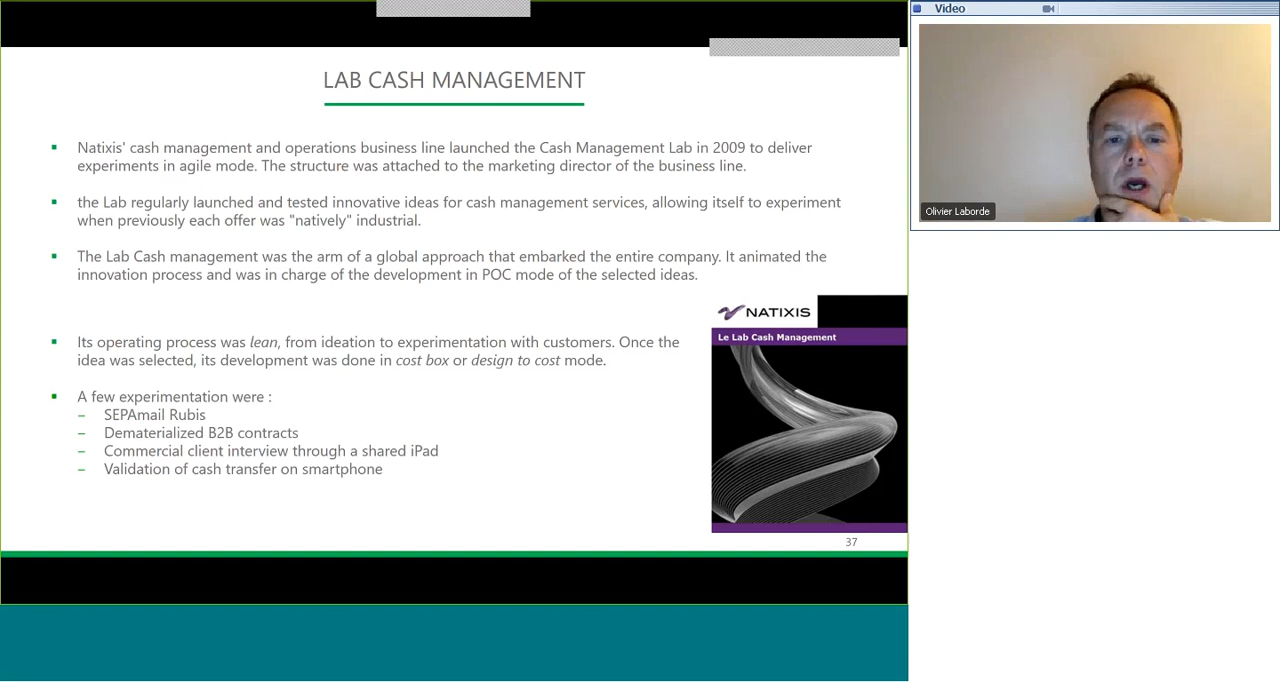 Video
LAB CASH MANAGEMENT
▪ Natixis' cash management and operations business line launched the Cash Management Lab in 2009 to deliver
experiments in agile mode. The structure was attached to the marketing director of the business line.
▪ the Lab regularly launched and tested innovative ideas for cash management services, allowing itself to experiment
when previously each offer was "natively" industrial.
Olivier Laborde
▪ The Lab Cash management was the arm of a global approach that embarked the entire company. It animated the
innovation process and was in charge of the development in POC mode of the selected ideas.
NATIXIS
Le Lab Cash Management
▪ Its operating process was lean, from ideation to experimentation with customers. Once the
idea was selected, its development was done in cost box or design to cost mode.
▪ A few experimentation were :
– SEPAmail Rubis
– Dematerialized B2B contracts
– Commercial client interview through a shared iPad
– Validation of cash transfer on smartphone
37